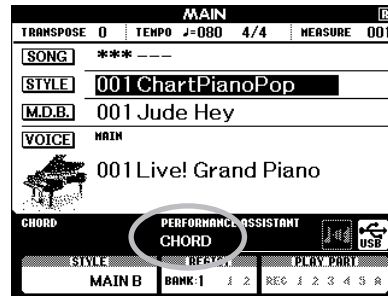 MAIN
TRANSPOSE 0 TEMPO ♩=080 4/4 MEASURE 001
SONG *** ---
STYLE 001 ChartPianoPop
M.D.B. 001 Jude Hey
VOICE MAIN
001 Live! Grand Piano
CHORD PERFORMANCE ASSISTANT
CHORD
USB
STYLE REGIST PLAY PART
MAIN B BANK:1 1 2 REC 1 2 3 4 5 A